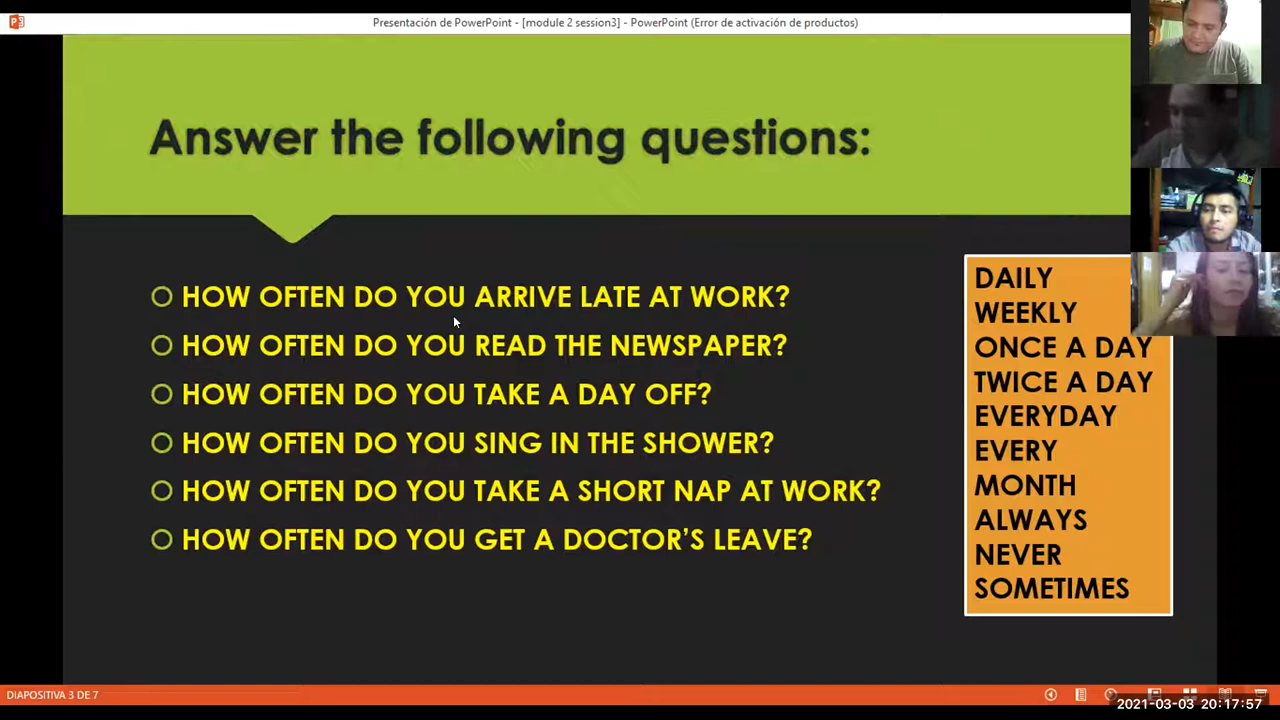 Presentación de PowerPoint - [module 2 session3] - PowerPoint (Error de activación de productos)
Answer the following questions:
HOW OFTEN DO YOU ARRIVE LATE AT WORK?
HOW OFTEN DO YOU READ THE NEWSPAPER?
HOW OFTEN DO YOU TAKE A DAY OFF?
HOW OFTEN DO YOU SING IN THE SHOWER?
HOW OFTEN DO YOU TAKE A SHORT NAP AT WORK?
HOW OFTEN DO YOU GET A DOCTOR'S LEAVE?
DAILY
WEEKLY
ONCE A DAY
TWICE A DAY
EVERYDAY
EVERY
MONTH
ALWAYS
NEVER
SOMETIMES
DIAPOSITIVA 3 DE 7
2021-03-03 20:17:57